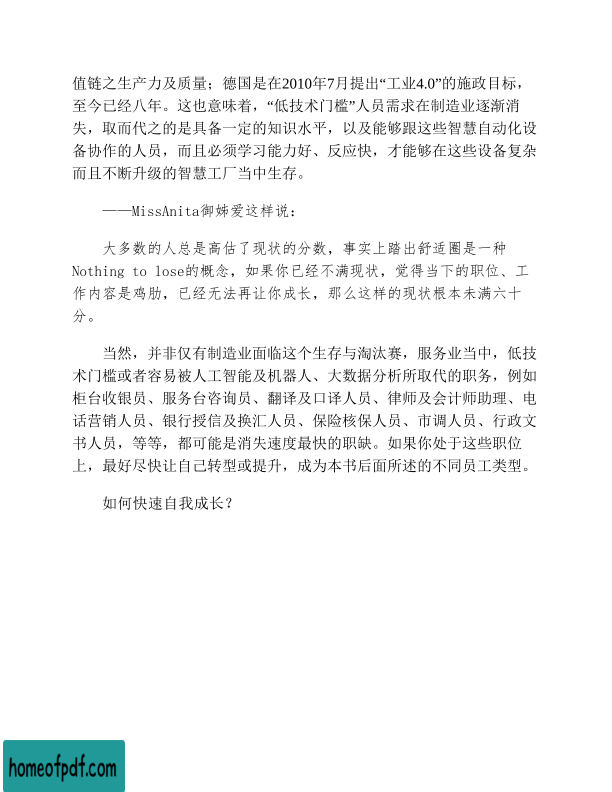 值链之生产力及质量；德国是在2010年7月提出“工业4.0”的施政目标，
至今已经八年。这也意味着，“低技术门槛”人员需求在制造业逐渐消
失，取而代之的是具备一定的知识水平，以及能够跟这些智慧自动化设
备协作的人员，而且必须学习能力好、反应快，才能够在这些设备复杂
而且不断升级的智慧工厂当中生存。
——MissAnita御姊爱这样说：
大多数的人总是高估了现状的分数，事实上踏出舒适圈是一种
Nothing to lose的概念，如果你已经不满现状，觉得当下的职位、工
作内容是鸡肋，已经无法再让你成长，那么这样的现状根本未满六十
分。
当然，并非仅有制造业面临这个生存与淘汰赛，服务业当中，低技
术门槛或者容易被人工智能及机器人、大数据分析所取代的职务，例如
柜台收银员、服务台咨询员、翻译及口译人员、律师及会计师助理、电
话营销人员、银行授信及换汇人员、保险核保人员、市调人员、行政文
书人员，等等，都可能是消失速度最快的职缺。如果你处于这些职位
上，最好尽快让自己转型或提升，成为本书后面所述的不同员工类型。
如何快速自我成长？
homeofpdf.com